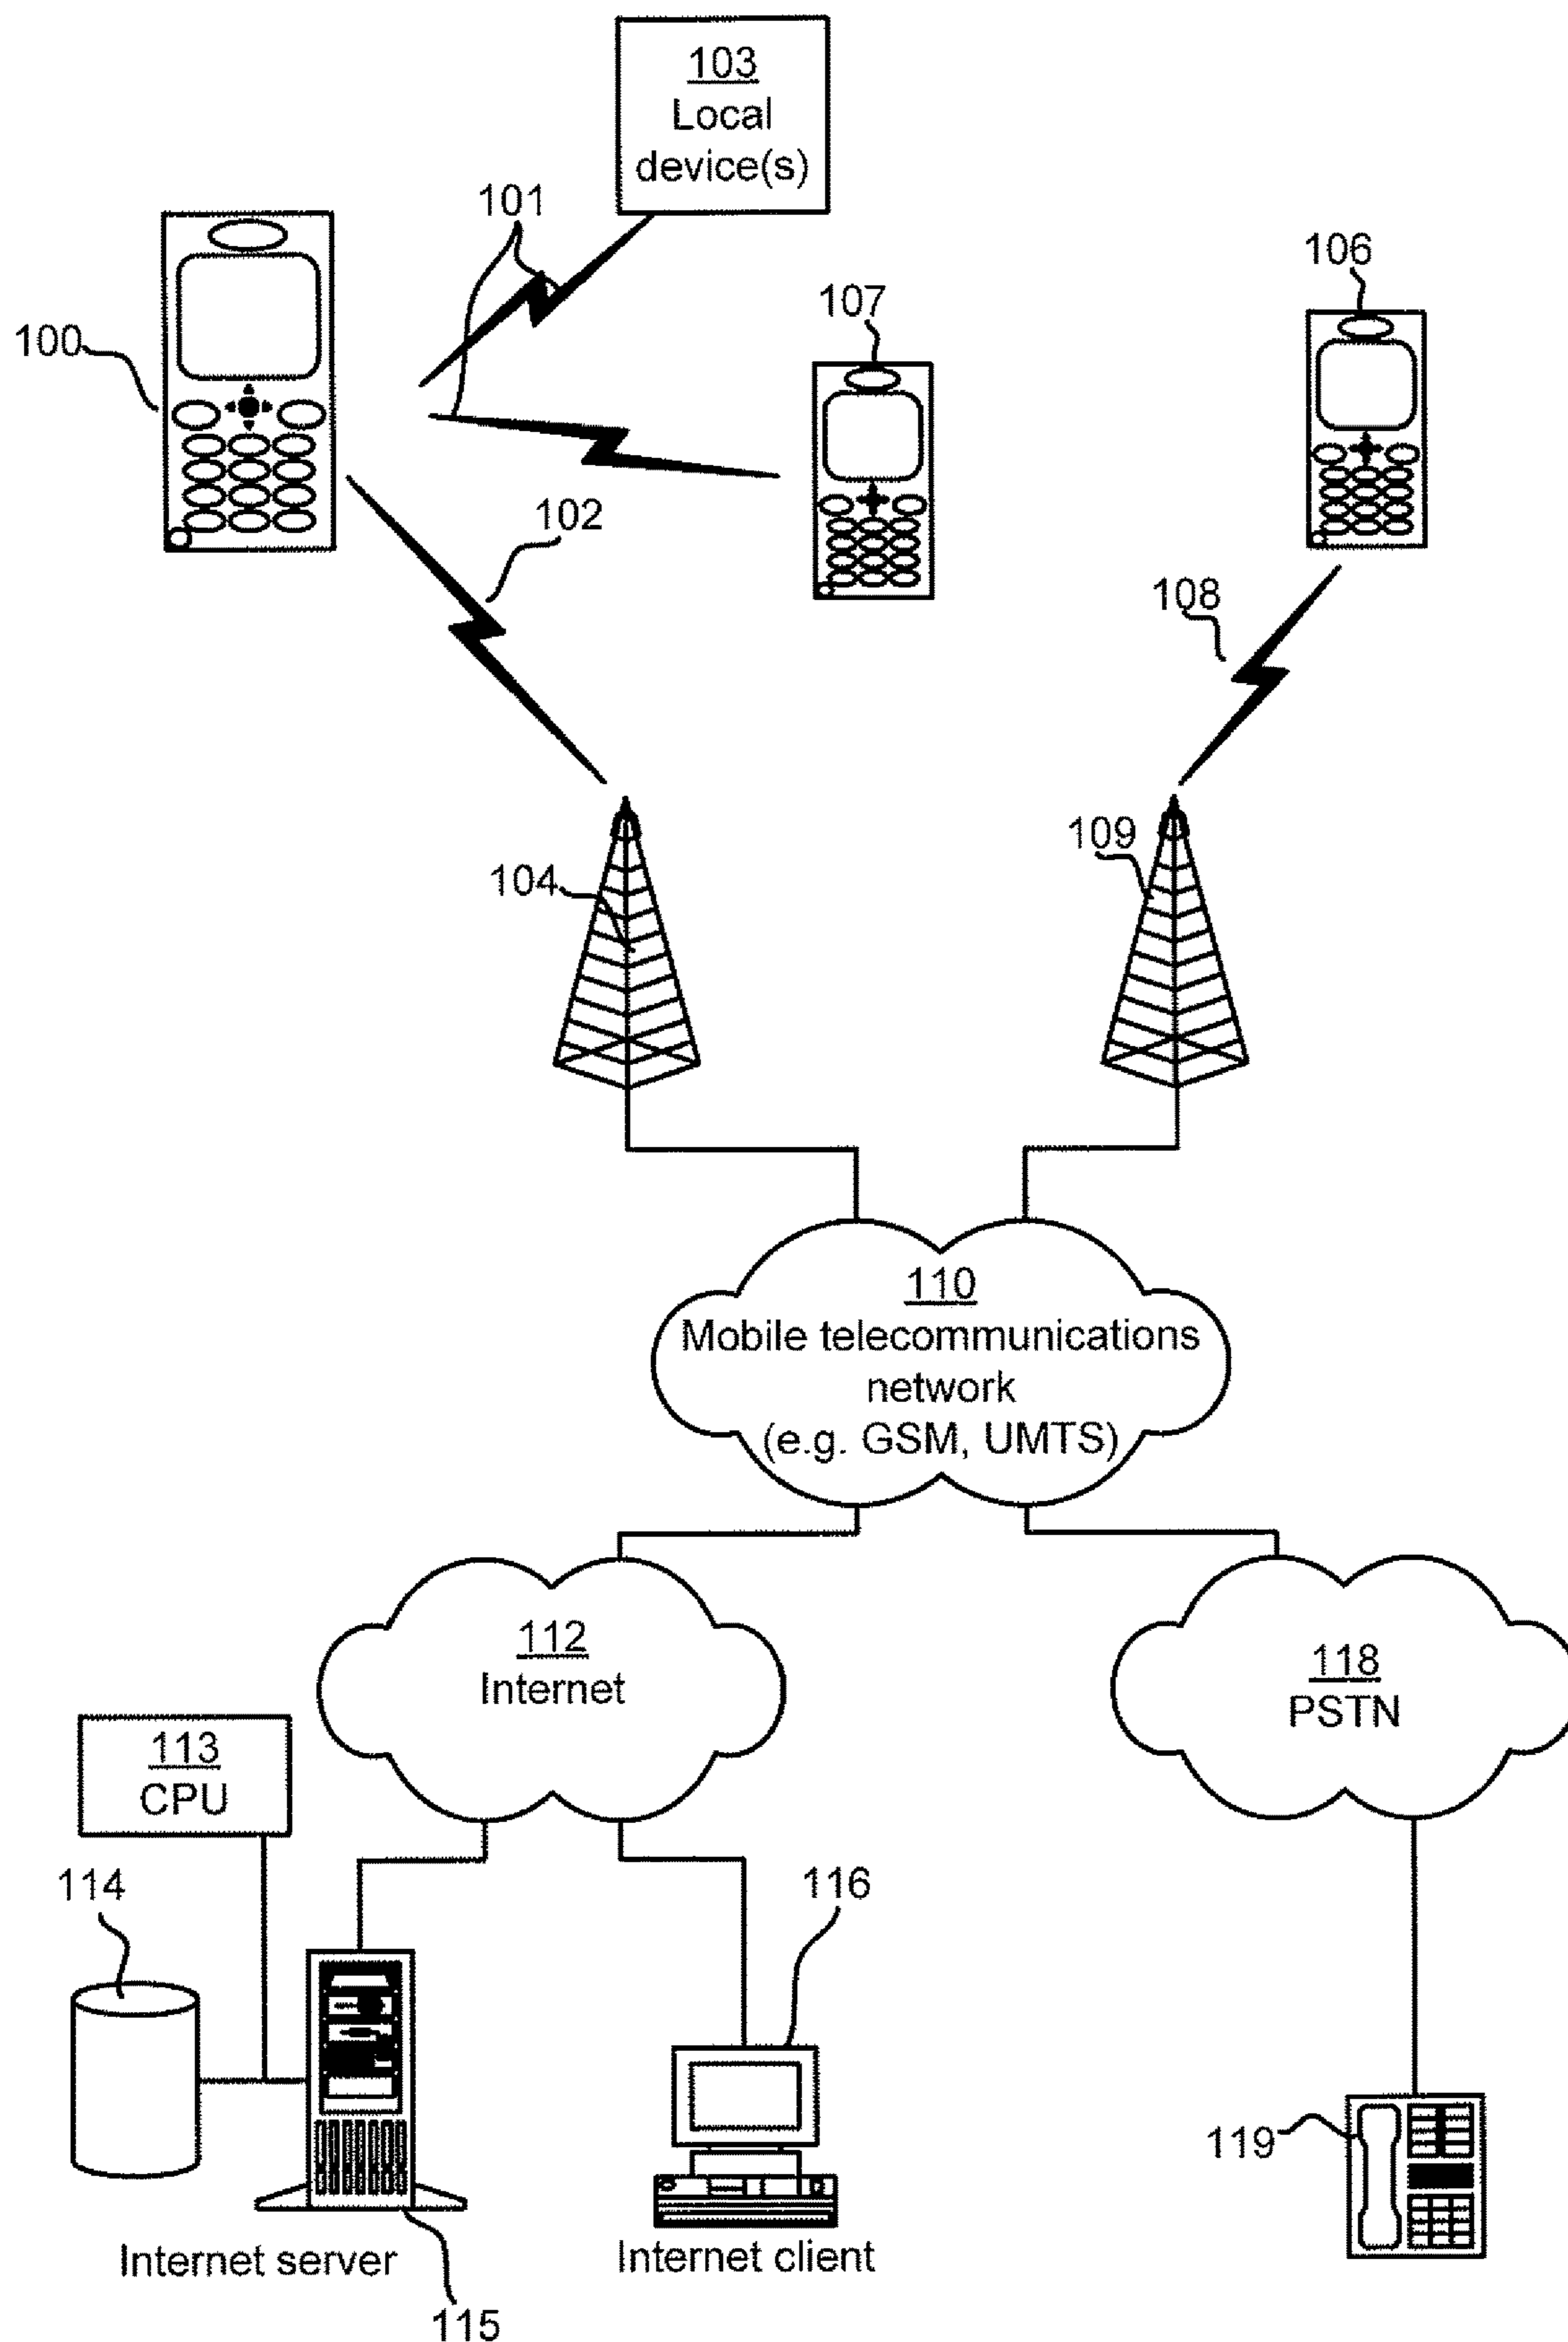 103
Local
device(s)
101
106
107
100
102
108
109
104
110
Mobile telecommunications
network
(e.g. GSM, UMTS)
112
Internet
118
PSTN
113
CPU
114
116
119
Internet server
Internet client
115